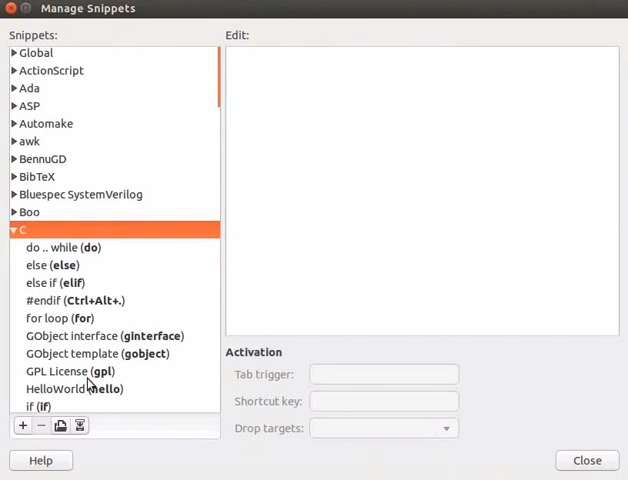 Manage Snippets
Snippets:
Global
ActionScript
Ada
ASP
Automake
awk
BennuGD
BibTeX
Bluespec SystemVerilog
Boo
C
do .. while (do)
else (else)
else if (elif)
#endif (Ctrl+Alt+.)
for loop (for)
GObject interface (ginterface)
GObject template (gobject)
GPL License (gpl)
HelloWorld (hello)
if (if)
Help
Edit:
Activation
Tab trigger:
Shortcut key:
Drop targets:
Close